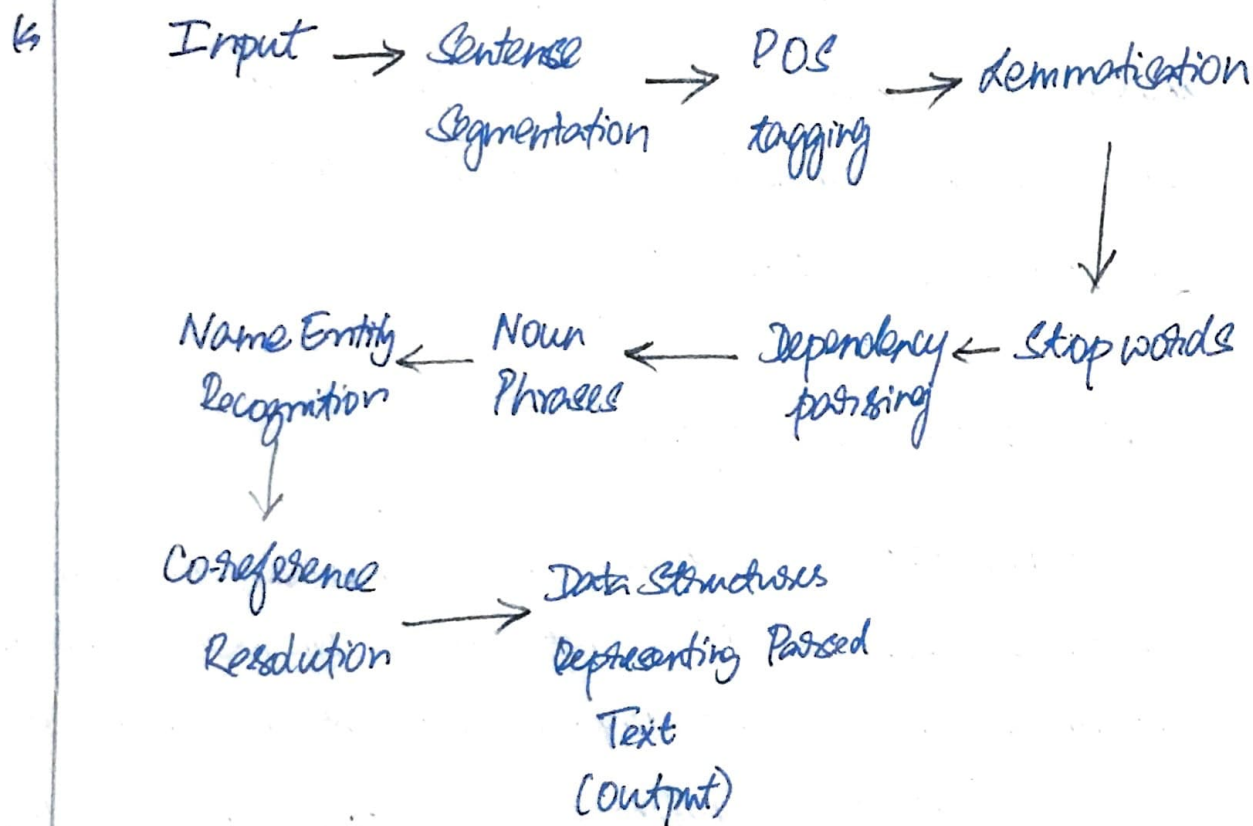 Input → Sentense → POS → Lemmatisation
Segmentation tagging
Name Entity ← Noun ← Dependency ← Stop words
Recognition Phrases parsing
Co-reference → Data Structures
Resolution Representing Parsed
Text
(Output)